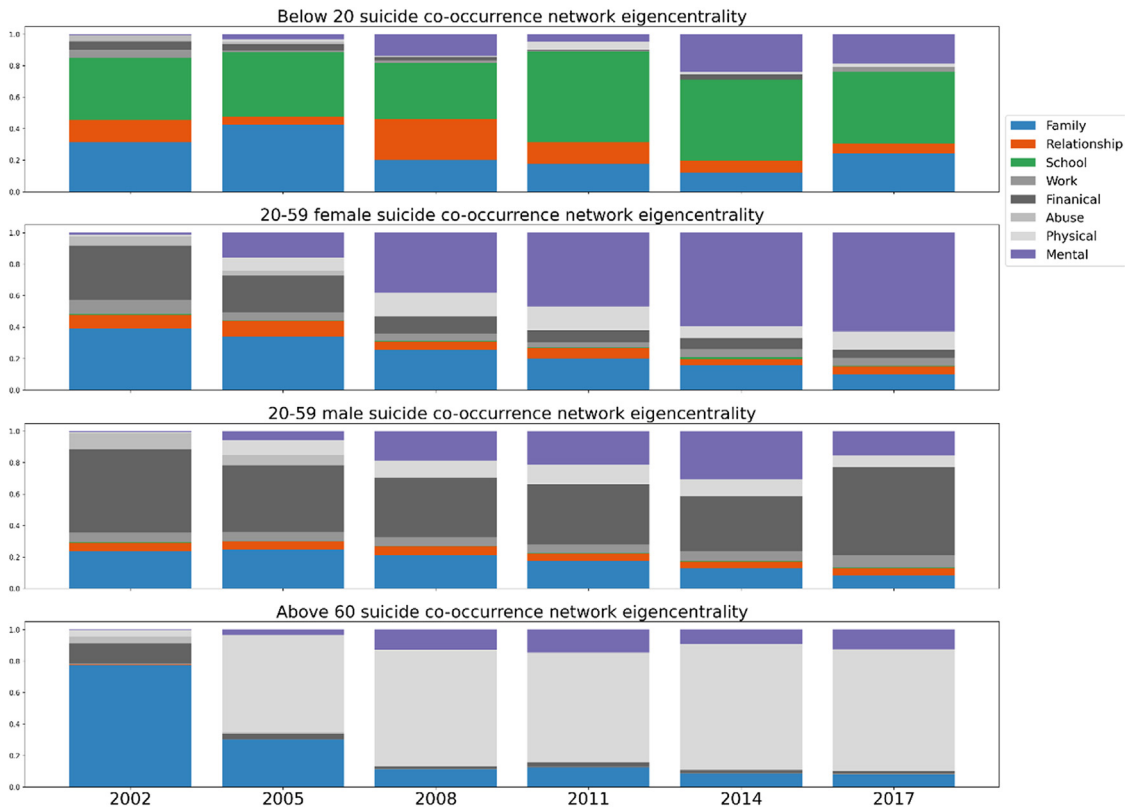 Below 20 suicide co-occurrence network eigencentrality
1.0
0.8
0.6
0.4
0.2
0.0
Family
Relationship
School
Work
Finanical
Abuse
Physical
Mental
20-59 female suicide co-occurrence network eigencentrality
1.0
0.8
0.6
0.4
0.2
0.0
20-59 male suicide co-occurrence network eigencentrality
1.0
0.8
0.6
0.4
0.2
0.0
Above 60 suicide co-occurrence network eigencentrality
1.0
0.8
0.6
0.4
0.2
0.0
2002 2005 2008 2011 2014 2017